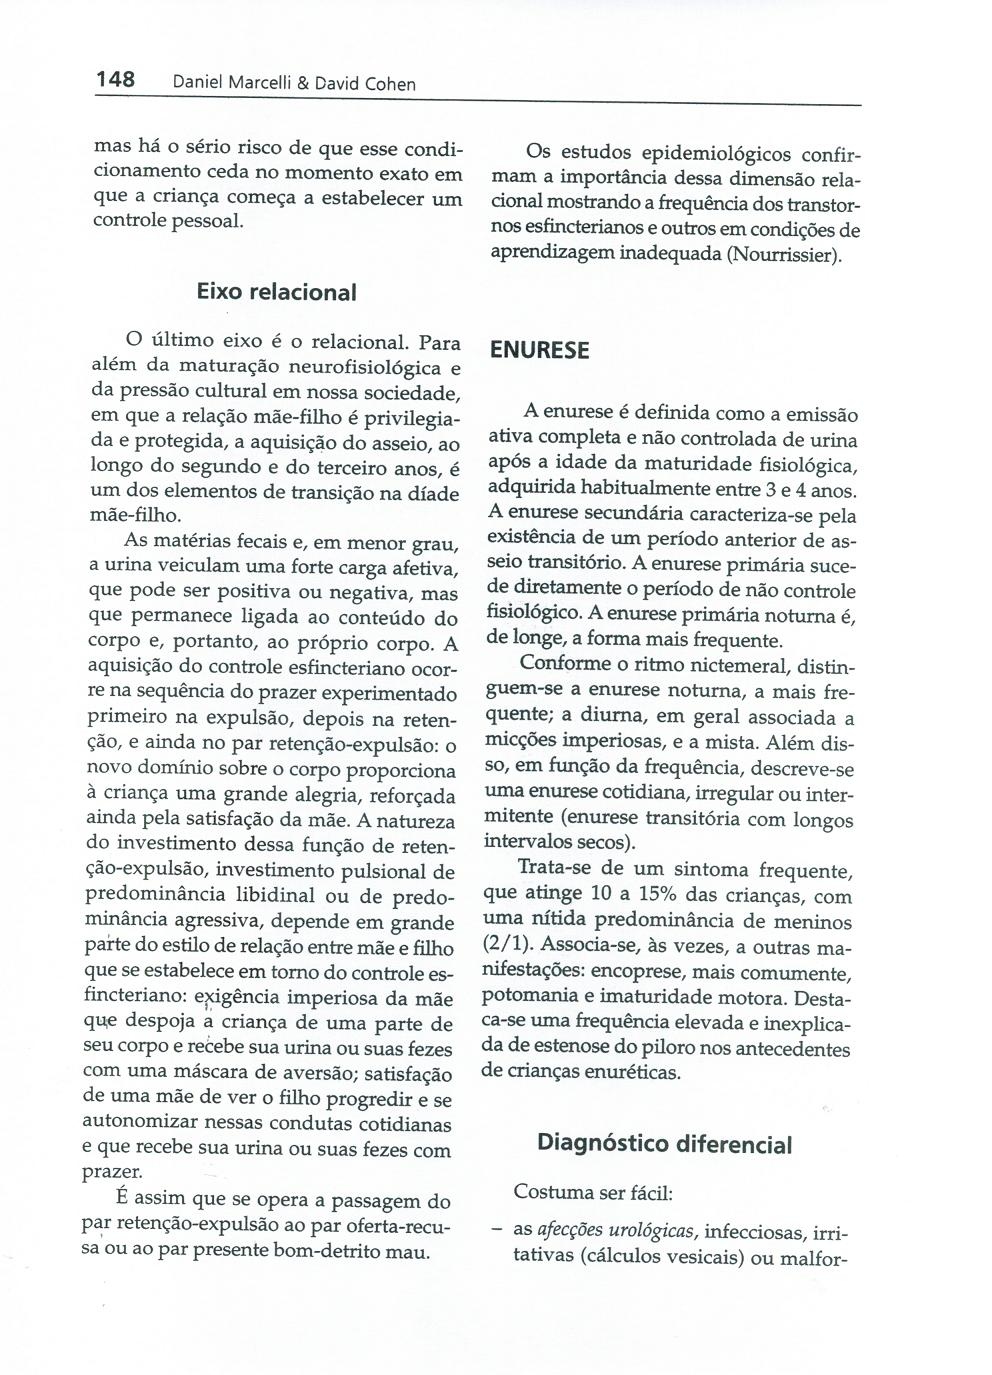 148 Daniel Marcelli & David Cohen
mas há o sério risco de que esse condi-
cionamento ceda no momento exato em
que a criança começa a estabelecer um
controle pessoal.
Eixo relacional
O último eixo é o relacional. Para
além da maturação neurofisiológica e
da pressão cultural em nossa sociedade,
em que a relação mãe-filho é privilegia-
da e protegida, a aquisição do asseio, ao
longo do segundo e do terceiro anos, é
um dos elementos de transição na díade
mãe-filho.
As matérias fecais e, em menor grau,
a urina veiculam uma forte carga afetiva,
que pode ser positiva ou negativa, mas
que permanece ligada ao conteúdo do
corpo e, portanto, ao próprio corpo. A
aquisição do controle esfincteriano ocor-
re na sequência do prazer experimentado
primeiro na expulsão, depois na reten-
ção, e ainda no par retenção-expulsão: o
novo domínio sobre o corpo proporciona
à criança uma grande alegria, reforçada
ainda pela satisfação da mãe. A natureza
do investimento dessa função de reten-
ção-expulsão, investimento pulsional de
predominância libidinal ou de predo-
minância agressiva, depende em grande
parte do estilo de relação entre mãe e filho
que se estabelece em torno do controle es-
fincteriano: exigência imperiosa da mãe
que despoja a criança de uma parte de
seu corpo e recebe sua urina ou suas fezes
com uma máscara de aversão; satisfação
de uma mãe de ver o filho progredir e se
autonomizar nessas condutas cotidianas
e que recebe sua urina ou suas fezes com
prazer.
É assim que se opera a passagem do
par retenção-expulsão ao par oferta-recu-
sa ou ao par presente bom-detrito mau.
Os estudos epidemiológicos confir-
mam a importância dessa dimensão rela-
cional mostrando a frequência dos transtor-
nos esfincterianos e outros em condições de
aprendizagem inadequada (Nourrissier).
ENURESE
A enurese é definida como a emissão
ativa completa e não controlada de urina
após a idade da maturidade fisiológica,
adquirida habitualmente entre 3 e 4 anos.
A enurese secundária caracteriza-se pela
existência de um período anterior de as-
seio transitório. A enurese primária suce-
de diretamente o período de não controle
fisiológico. A enurese primária noturna é,
de longe, a forma mais frequente.
Conforme o ritmo nictemeral, distin-
guem-se a enurese noturna, a mais fre-
quente; a diurna, em geral associada a
micções imperiosas, e a mista. Além dis-
so, em função da frequência, descreve-se
uma enurese cotidiana, irregular ou inter-
mitente (enurese transitória com longos
intervalos secos).
Trata-se de um sintoma frequente,
que atinge 10 a 15% das crianças, com
uma nítida predominância de meninos
(2/1). Associa-se, às vezes, a outras ma-
nifestações: encoprese, mais comumente,
potomania e imaturidade motora. Desta-
ca-se uma frequência elevada e inexplica-
da de estenose do piloro nos antecedentes
de crianças enuréticas.
Diagnóstico diferencial
Costuma ser fácil:
– as afecções urológicas, infecciosas, irri-
tativas (cálculos vesicais) ou malfor-